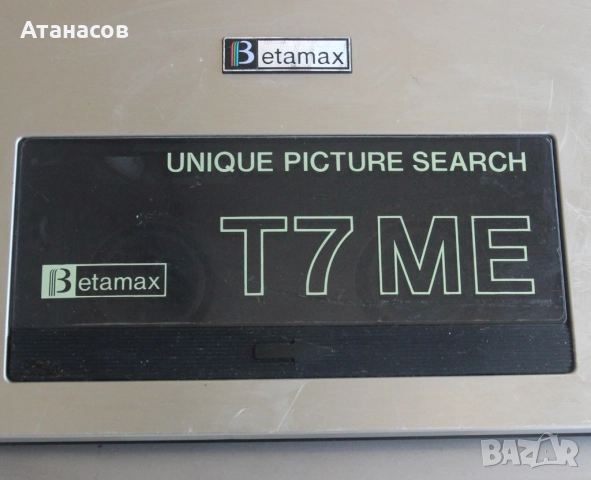 Атанасов
Betamax
UNIQUE PICTURE SEARCH
T7 ME
Betamax
BAZAR